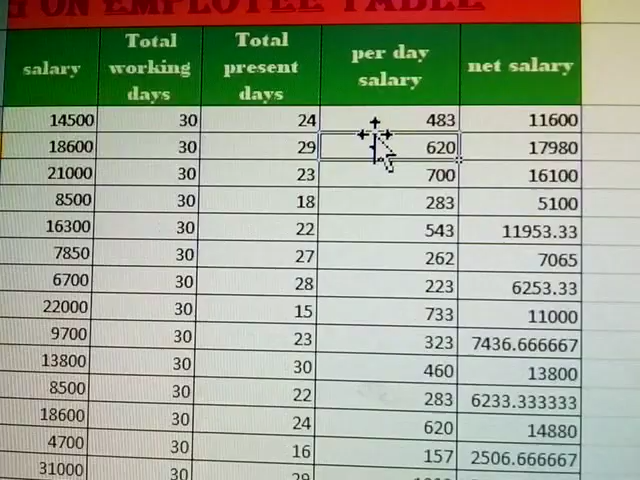 G ON EMPLOYEE TABLE
salary Total working days Total present days per day salary net salary
14500 30 24 483 11600
18600 30 29 620 17980
21000 30 23 700 16100
8500 30 18 283 5100
16300 30 22 543 11953.33
7850 30 27 262 7065
6700 30 28 223 6253.33
22000 30 15 733 11000
9700 30 23 323 7436.666667
13800 30 30 460 13800
8500 30 22 283 6233.333333
18600 30 24 620 14880
4700 30 16 157 2506.666667
31000 30 29